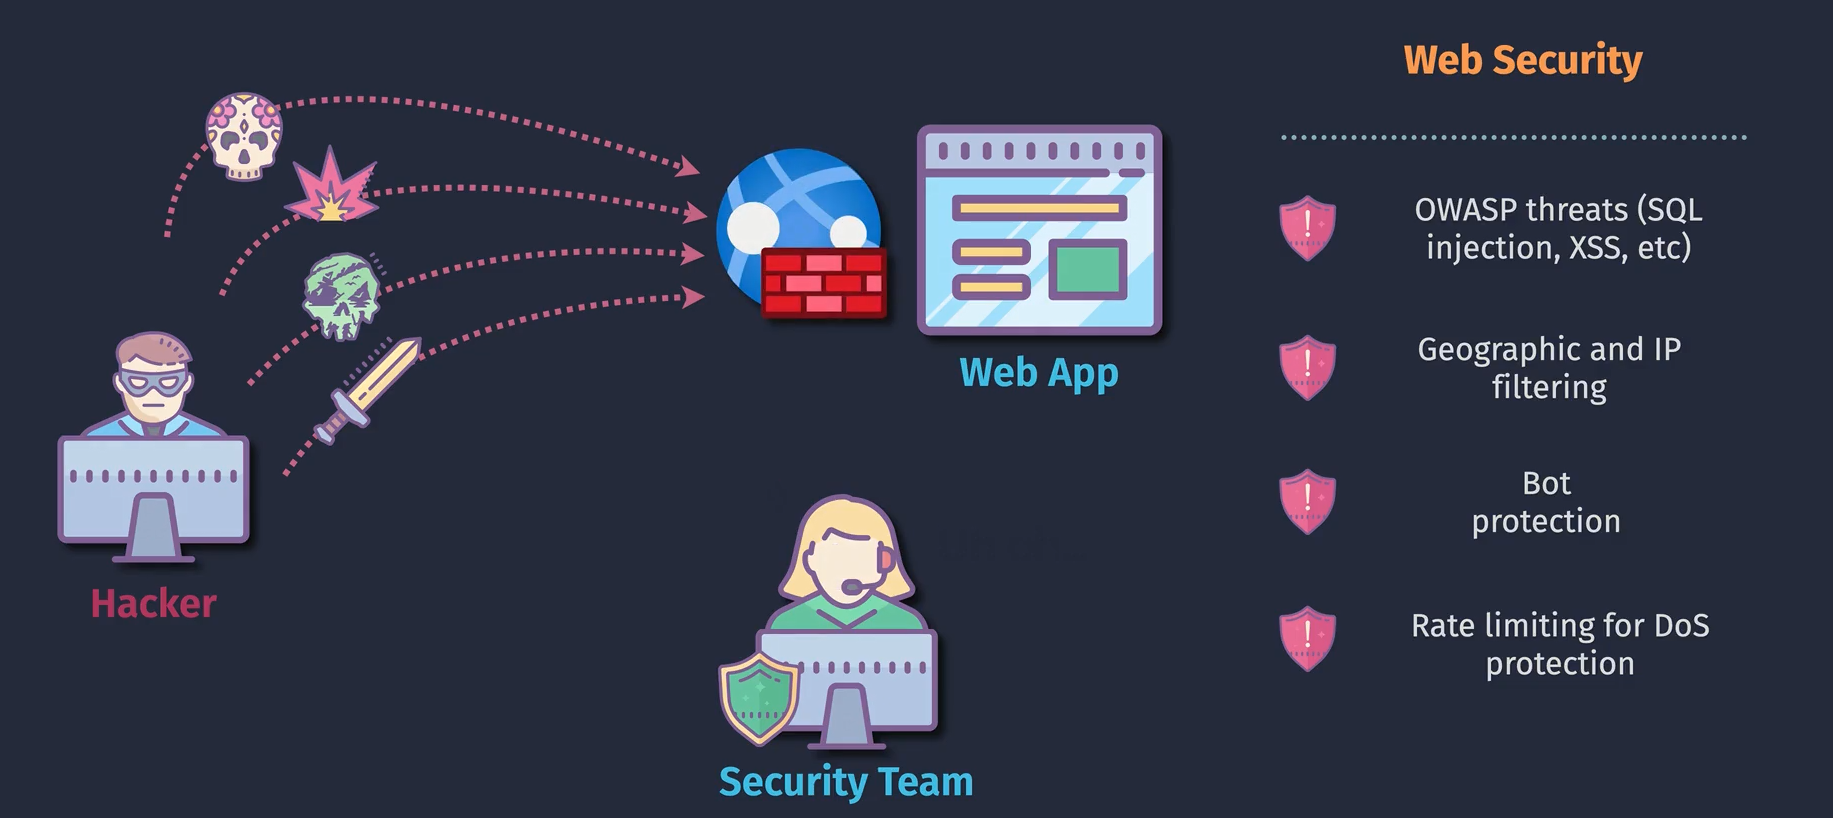 Web Security
OWASP threats (SQL
injection, XSS, etc)
Geographic and IP
filtering
Web App
Bot
protection
Hacker
Rate limiting for DoS
protection
Security Team